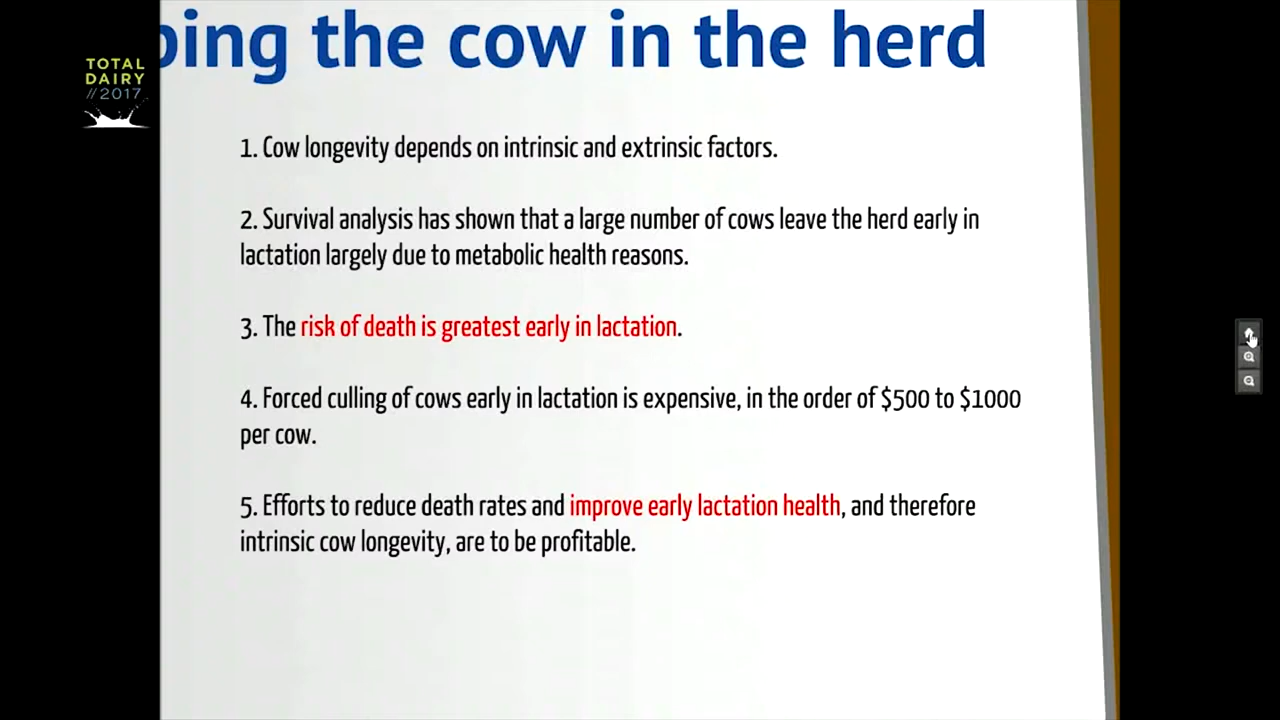 ping the cow in the herd
TOTAL
DAIRY
//2017
1. Cow longevity depends on intrinsic and extrinsic factors.
2. Survival analysis has shown that a large number of cows leave the herd early in
lactation largely due to metabolic health reasons.
3. The risk of death is greatest early in lactation.
4. Forced culling of cows early in lactation is expensive, in the order of $500 to $1000
per cow.
5. Efforts to reduce death rates and improve early lactation health, and therefore
intrinsic cow longevity, are to be profitable.